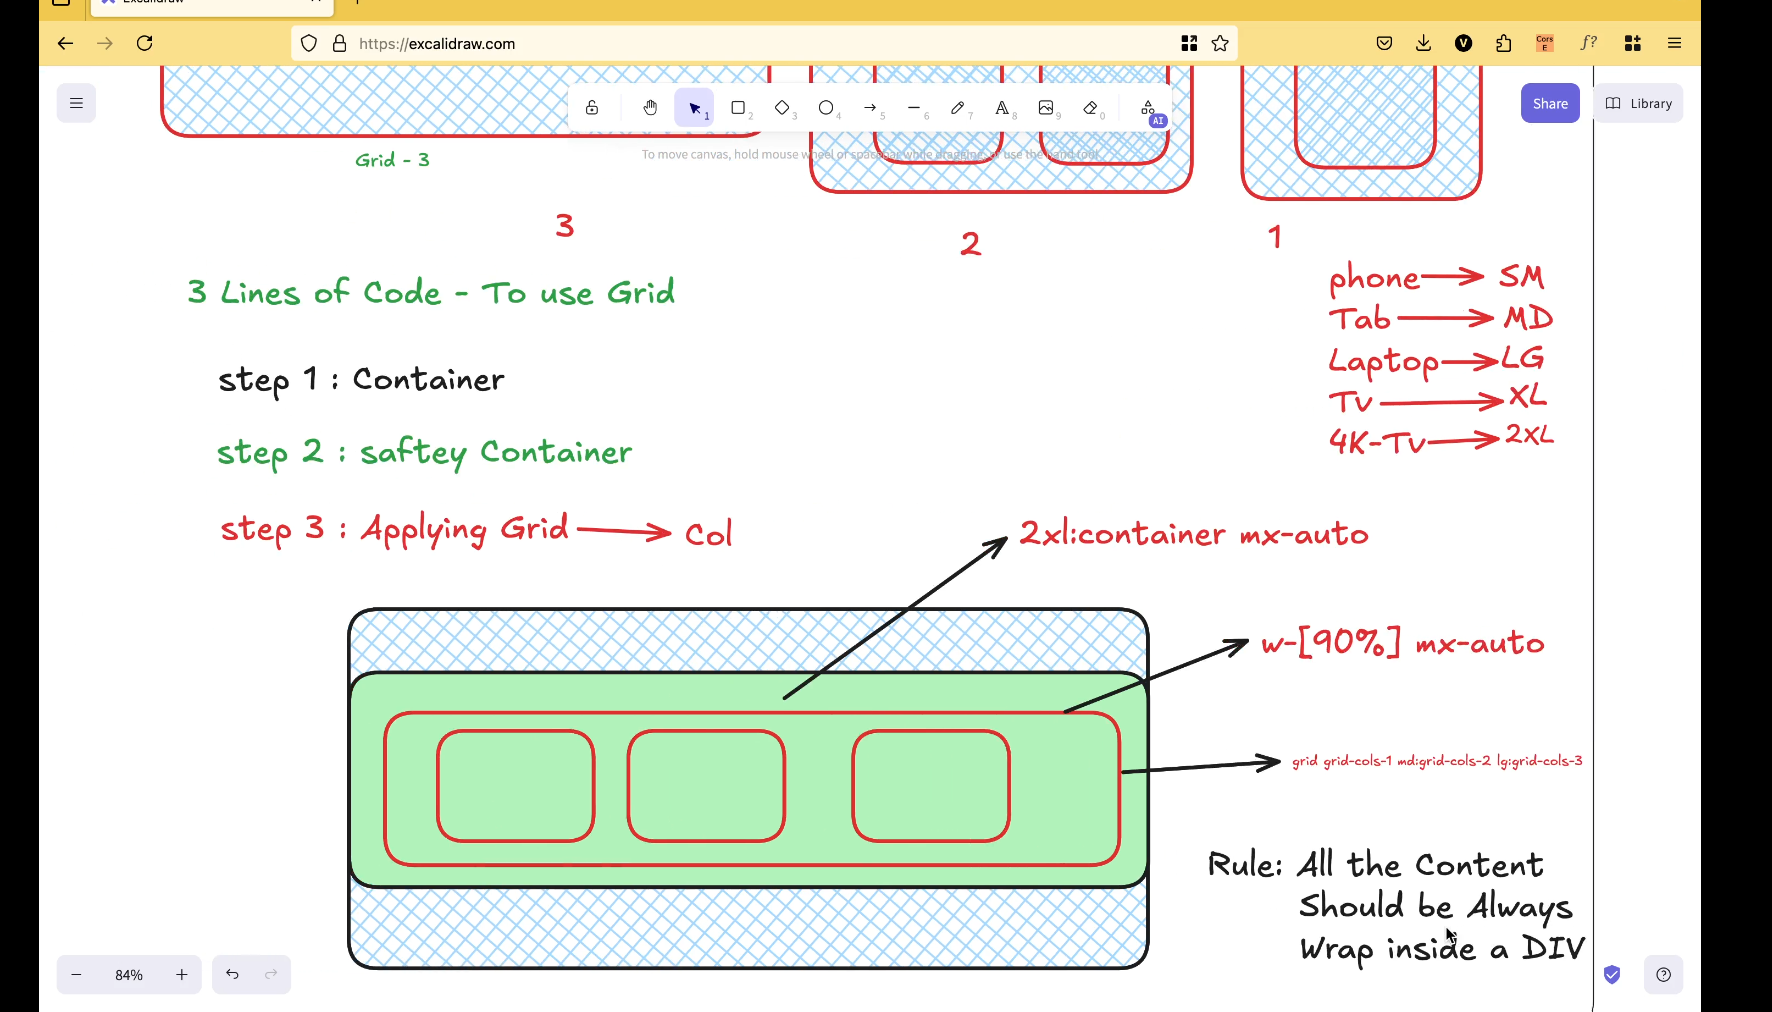 Excalidraw
https://excalidraw.com
Cors
E
V
f?
1
2
3
4
5
6
7
8
9
0
AI
Share
Library
To move canvas, hold mouse wheel or spacebar while dragging, or use the hand tool
Grid - 3
3
2
1
3 Lines of Code - To use Grid
step 1 : Container
step 2 : saftey Container
step 3 : Applying Grid
Col
phone
SM
Tab
MD
Laptop
LG
Tv
XL
4K-Tv
2XL
2xl:container mx-auto
w-[90%] mx-auto
grid grid-cols-1 md:grid-cols-2 lg:grid-cols-3
Rule: All the Content
Should be Always
Wrap inside a DIV
84%